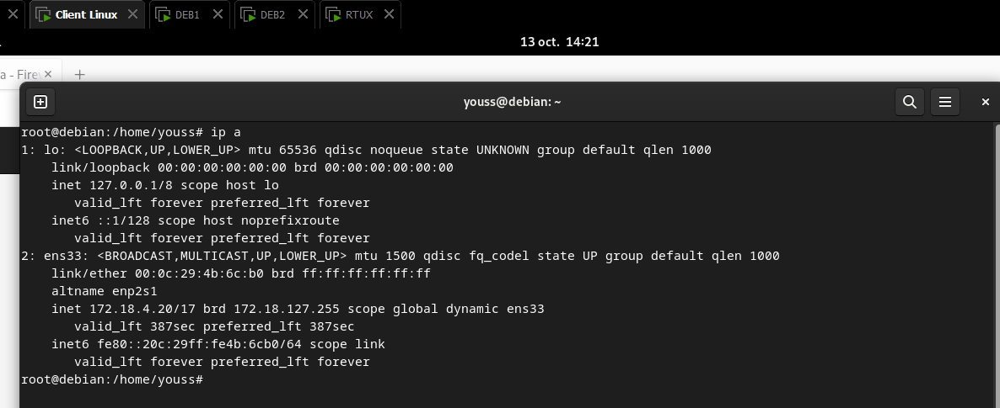 Client Linux DEB1 DEB2 RTUX
13 oct. 14:21
a - Firef
youss@debian: ~
root@debian:/home/youss# ip a
1: lo: <LOOPBACK,UP,LOWER_UP> mtu 65536 qdisc noqueue state UNKNOWN group default qlen 1000
link/loopback 00:00:00:00:00:00 brd 00:00:00:00:00:00
inet 127.0.0.1/8 scope host lo
valid_lft forever preferred_lft forever
inet6 ::1/128 scope host noprefixroute
valid_lft forever preferred_lft forever
2: ens33: <BROADCAST,MULTICAST,UP,LOWER_UP> mtu 1500 qdisc fq_codel state UP group default qlen 1000
link/ether 00:0c:29:4b:6c:b0 brd ff:ff:ff:ff:ff:ff
altname enp2s1
inet 172.18.4.20/17 brd 172.18.127.255 scope global dynamic ens33
valid_lft 387sec preferred_lft 387sec
inet6 fe80::20c:29ff:fe4b:6cb0/64 scope link
valid_lft forever preferred_lft forever
root@debian:/home/youss#